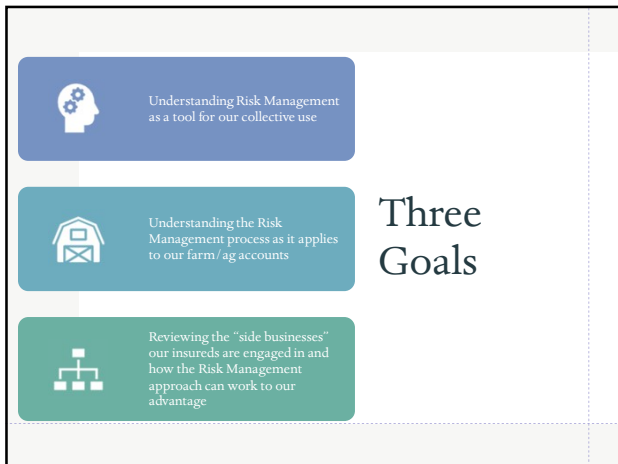 Understanding Risk Management
as a tool for our collective use
Understanding the Risk
Management process as it applies
to our farm/ag accounts
Reviewing the “side businesses”
our insureds are engaged in and
how the Risk Management
approach can work to our
advantage
Three
Goals